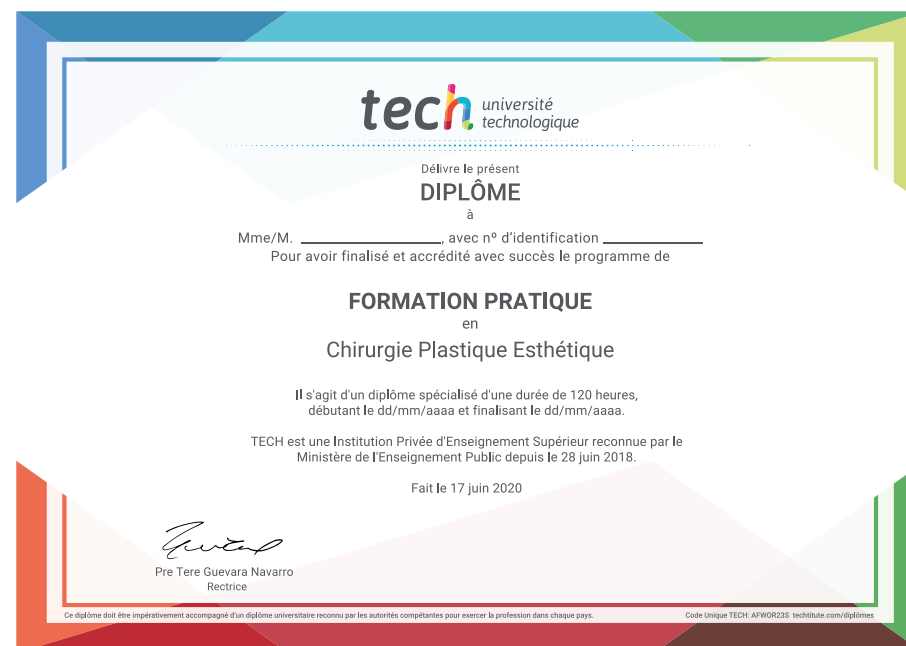 tech université
technologique
Délivre le présent
DIPLÔME
à
Mme/M. ____________________, avec nº d'identification ______________
Pour avoir finalisé et accrédité avec succès le programme de
FORMATION PRATIQUE
en
Chirurgie Plastique Esthétique
Il s'agit d'un diplôme spécialisé d'une durée de 120 heures,
débutant le dd/mm/aaaa et finalisant le dd/mm/aaaa.
TECH est une Institution Privée d'Enseignement Supérieur reconnue par le
Ministère de l'Enseignement Public depuis le 28 juin 2018.
Fait le 17 juin 2020
Pre Tere Guevara Navarro
Rectrice
Ce diplôme doit être impérativement accompagné d'un diplôme universitaire reconnu par les autorités compétentes pour exercer la profession dans chaque pays.
Code Unique TECH: AFWOR23S techtitute.com/diplômes